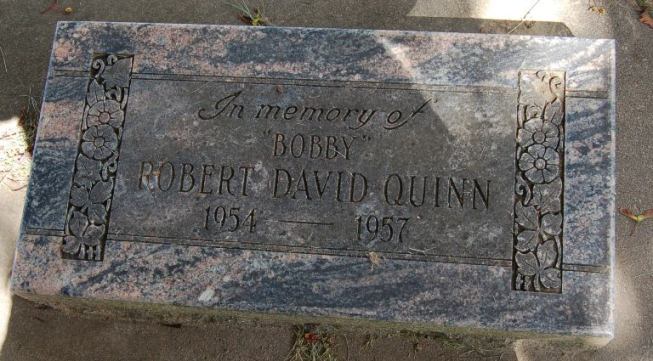 In memory of
"BOBBY"
ROBERT DAVID QUINN
1954 — 1957